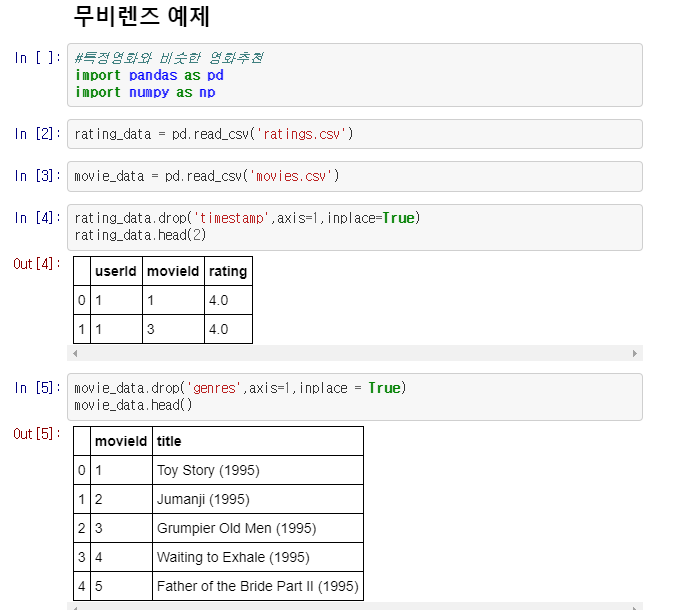 무비렌즈 예제
In [ ]: #특정영화와 비슷한 영화추천
import pandas as pd
import numpy as np
In [2]: rating_data = pd.read_csv('ratings.csv')
In [3]: movie_data = pd.read_csv('movies.csv')
In [4]: rating_data.drop('timestamp',axis=1,inplace=True)
rating_data.head(2)
Out[4]:
userId movieId rating
0 1 1 4.0
1 1 3 4.0
In [5]: movie_data.drop('genres',axis=1,inplace = True)
movie_data.head()
Out[5]:
movieId title
0 1 Toy Story (1995)
1 2 Jumanji (1995)
2 3 Grumpier Old Men (1995)
3 4 Waiting to Exhale (1995)
4 5 Father of the Bride Part II (1995)